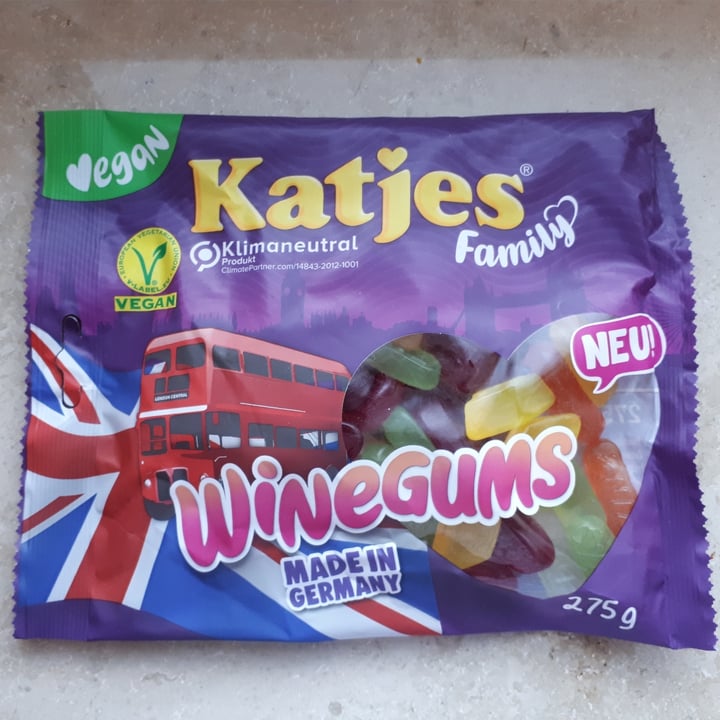 Vegan
Katjes®
Family
Klimaneutral
Produkt
ClimatePartner.com/14843-2012-1001
EUROPEAN VEGETARIAN UNION
V-LABEL.EU
VEGAN
NEU!
LONDON CENTRAL
WINEGUMS
MADE IN
GERMANY
275g